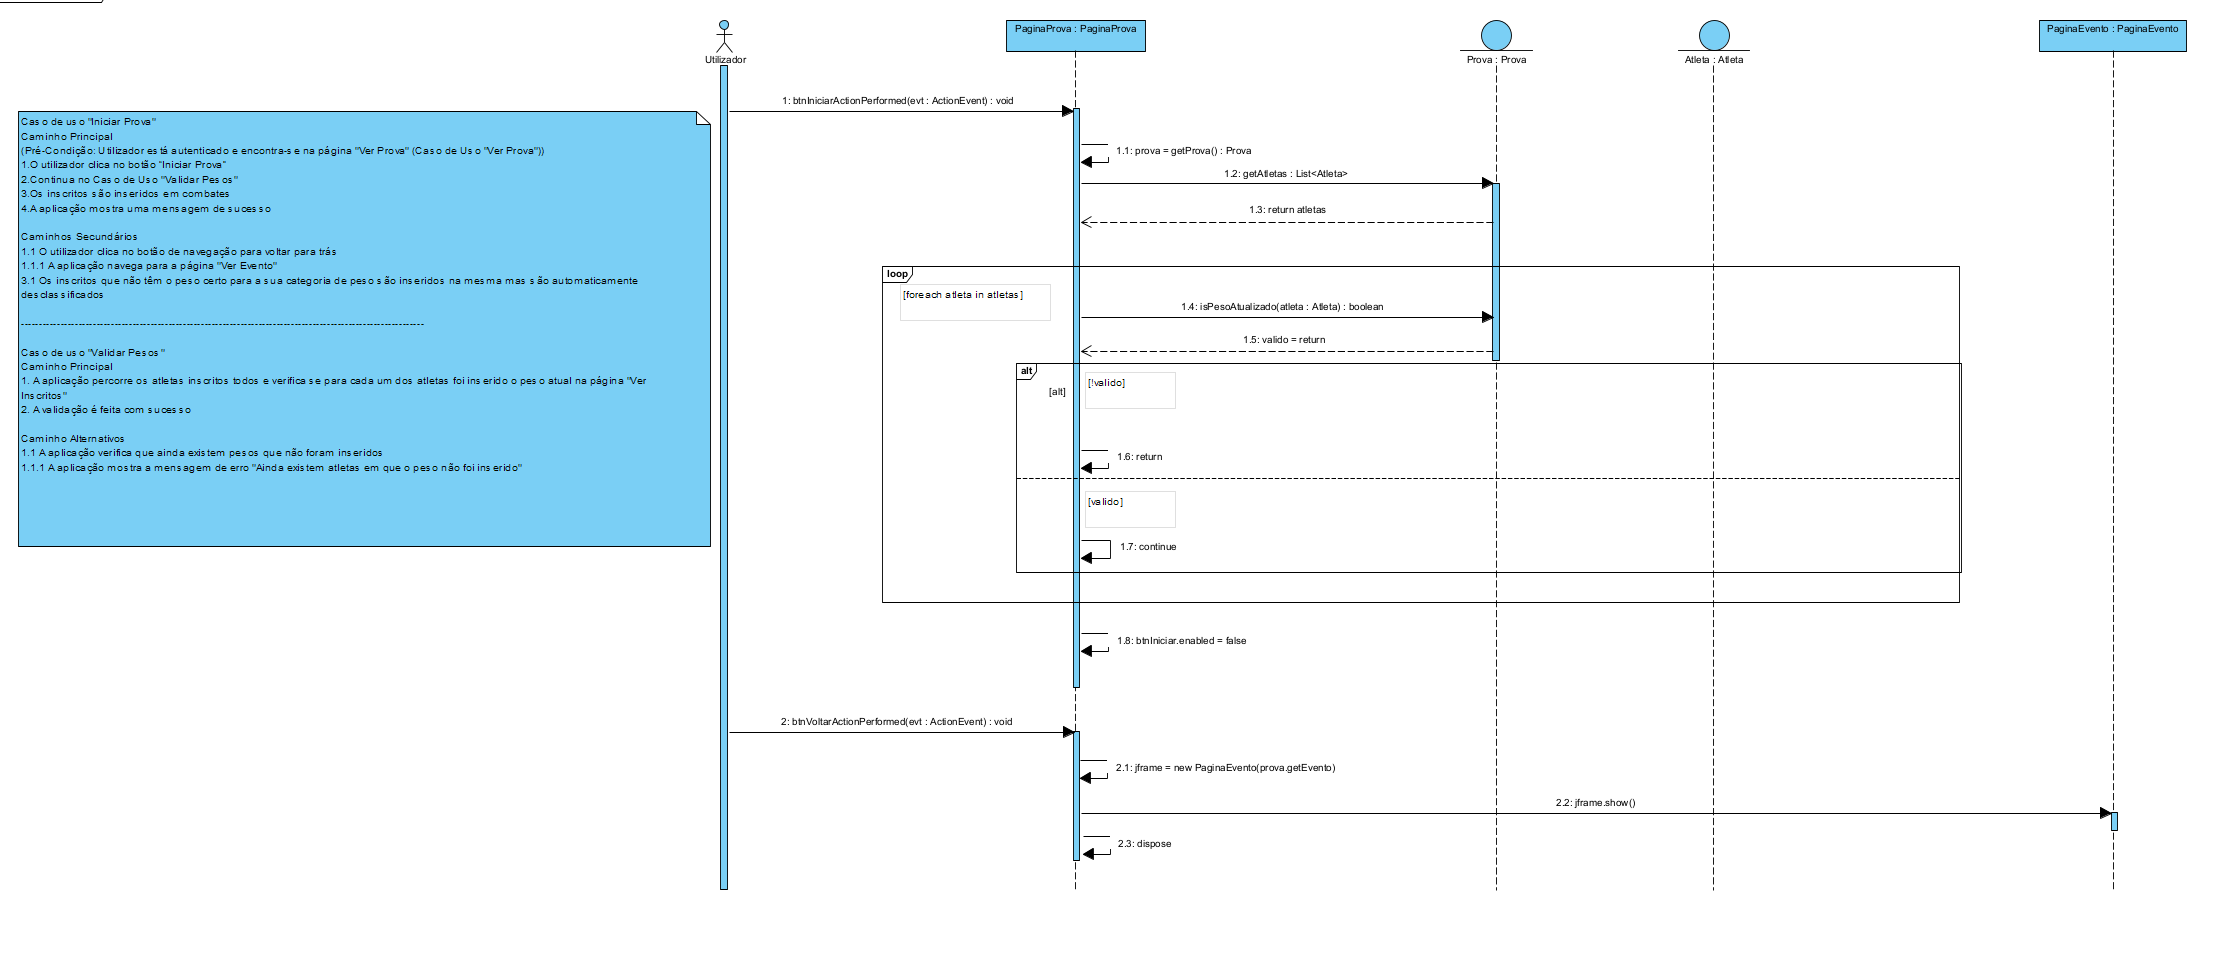 Utilizador
PaginaProva : PaginaProva
Prova : Prova
Atleta : Atleta
PaginaEvento : PaginaEvento
Caso de uso "Iniciar Prova"
Caminho Principal
(Pré-Condição: Utilizador está autenticado e encontra-se na página "Ver Prova" (Caso de Uso "Ver Prova"))
1.O utilizador clica no botão "Iniciar Prova"
2.Continua no Caso de Uso "Validar Pesos"
3.Os inscritos são inseridos em combates
4.A aplicação mostra uma mensagem de sucesso
Caminhos Secundários
1.1 O utilizador clica no botão de navegação para voltar para trás
1.1.1 A aplicação navega para a página "Ver Evento"
3.1 Os inscritos que não têm o peso certo para a sua categoria de peso são inseridos na mesma mas são automaticamente
desclassificados
------------------------------------------------------------------------------------------------------------------
Caso de uso "Validar Pesos"
Caminho Principal
1. A aplicação percorre os atletas inscritos todos e verifica se para cada um dos atletas foi inserido o peso atual na página "Ver
Inscritos"
2. A validação é feita com sucesso
Caminho Alternativos
1.1 A aplicação verifica que ainda existem pesos que não foram inseridos
1.1.1 A aplicação mostra a mensagem de erro "Ainda existem atletas em que o peso não foi inserido"
1: btnIniciarActionPerformed(evt : ActionEvent) : void
1.1: prova = getProva() : Prova
1.2: getAtletas : List<Atleta>
1.3: return atletas
loop
[foreach atleta in atletas]
1.4: isPesoAtualizado(atleta : Atleta) : boolean
1.5: valido = return
alt
[alt]
[!valido]
1.6: return
[valido]
1.7: continue
1.8: btnIniciar.enabled = false
2: btnVoltarActionPerformed(evt : ActionEvent) : void
2.1: jframe = new PaginaEvento(prova.getEvento)
2.2: jframe.show()
2.3: dispose